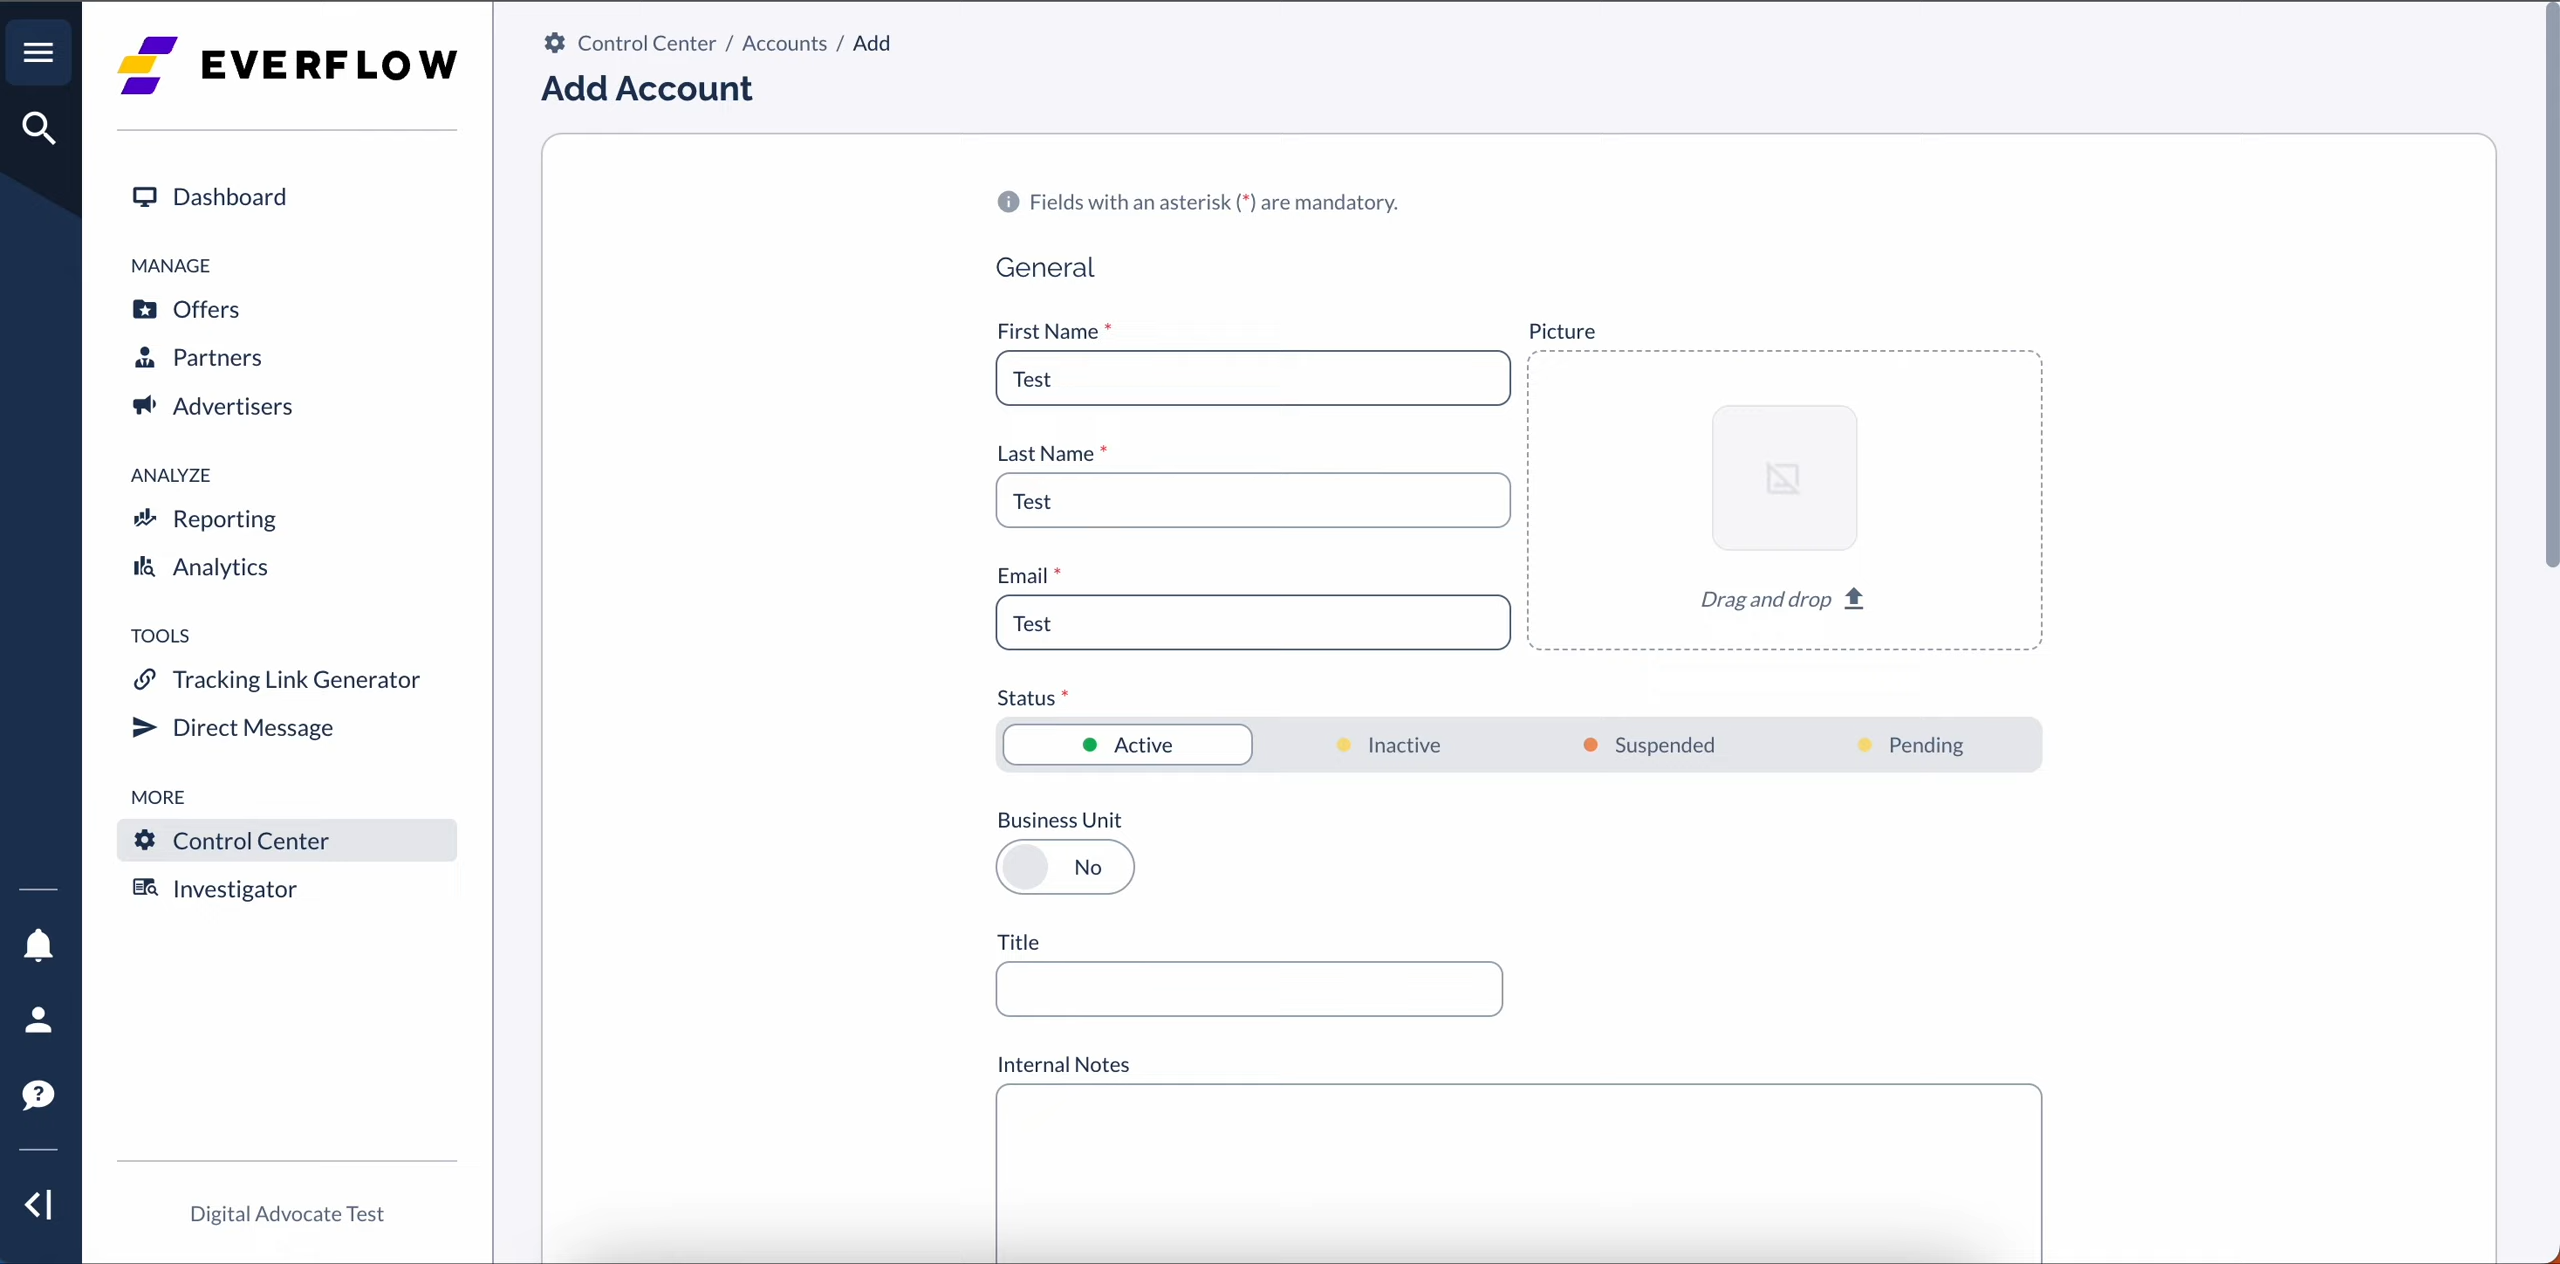 EVERFLOW
Dashboard
MANAGE
Offers
Partners
Advertisers
ANALYZE
Reporting
Analytics
TOOLS
Tracking Link Generator
Direct Message
MORE
Control Center
Investigator
Digital Advocate Test
Control Center / Accounts / Add
Add Account
Fields with an asterisk (*) are mandatory.
General
First Name *
Test
Last Name *
Test
Email *
Test
Picture
Drag and drop
Status *
Active Inactive Suspended Pending
Business Unit
No
Title
Internal Notes